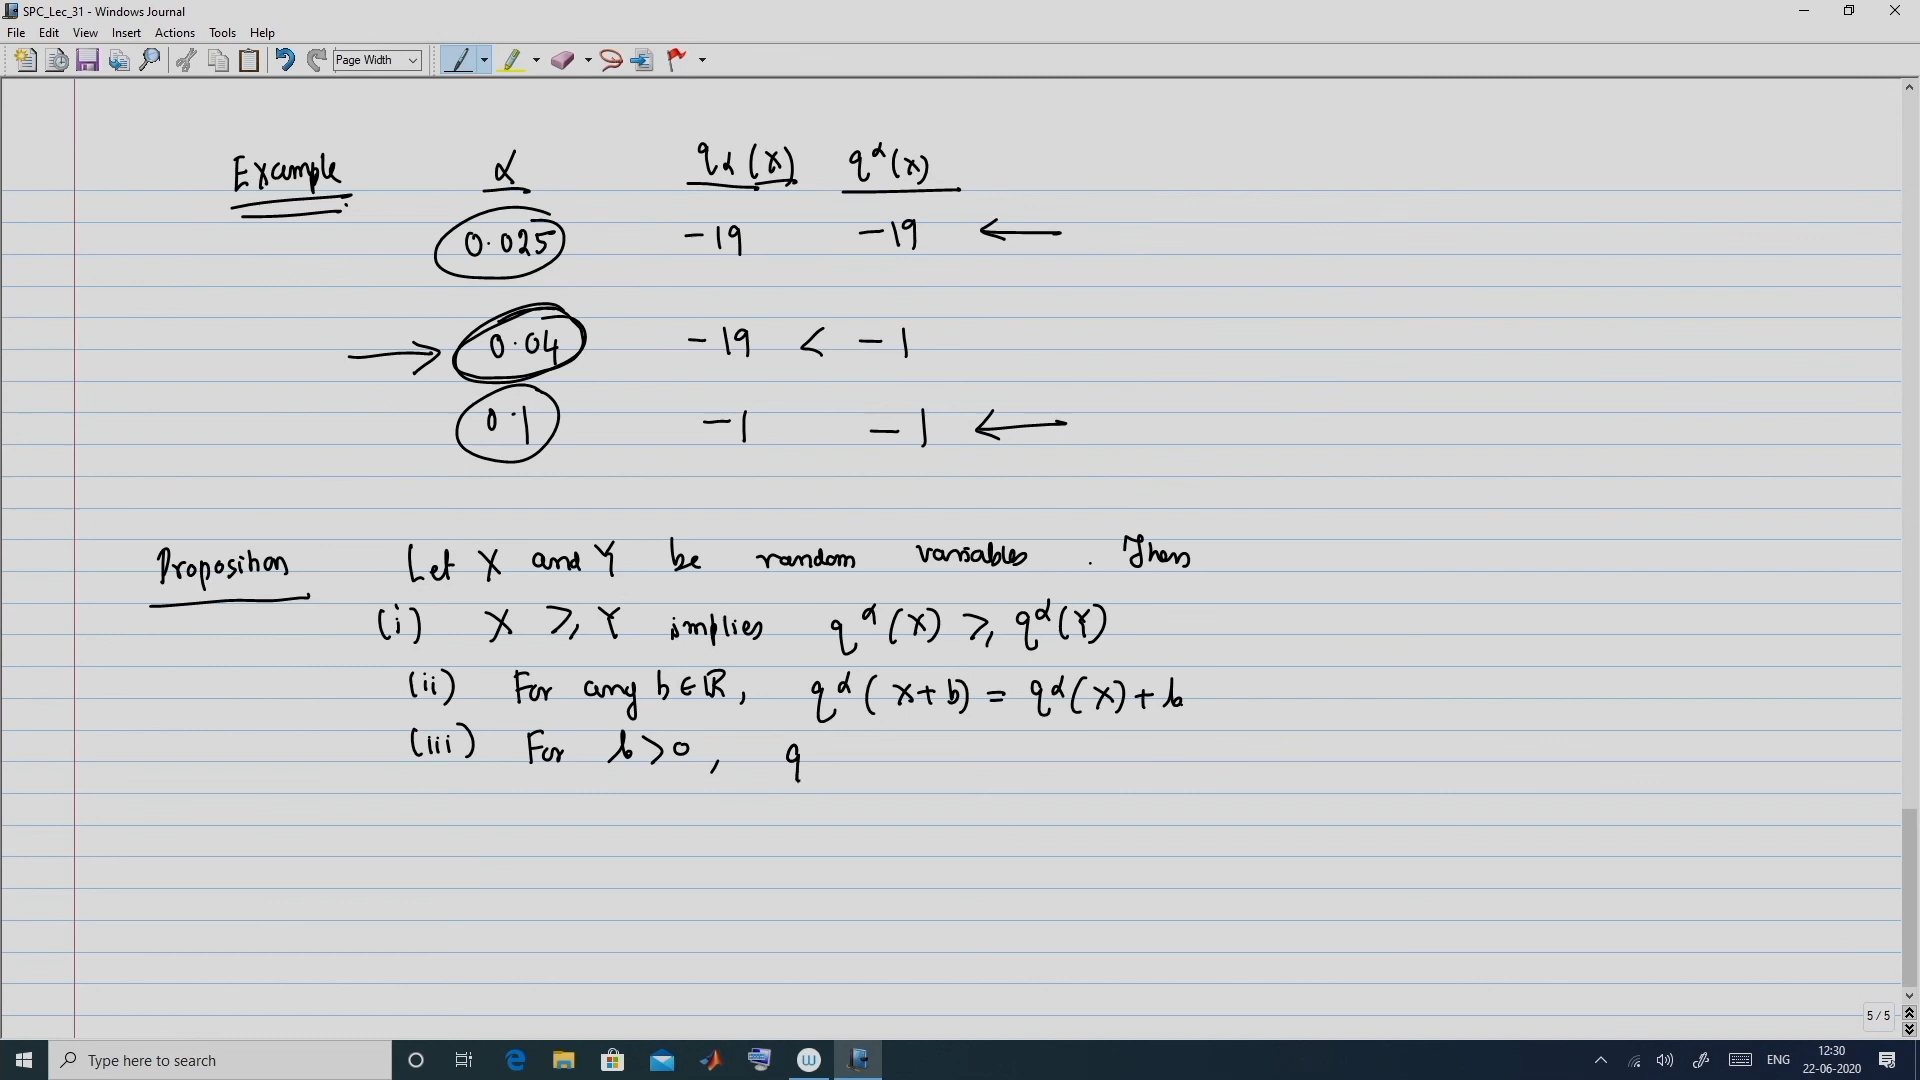 SPC_Lec_31 - Windows Journal
File Edit View Insert Actions Tools Help
Page Width
Example α q_α(X) q^α(X)
0.025 -19 -19 ←
→ 0.04 -19 < -1
0.1 -1 -1 ←
Proposition Let X and Y be random variables. Then
(i) X ≥ Y implies q^α(X) ≥ q^α(Y)
(ii) For any b ∈ ℝ, q^α(X+b) = q^α(X)+b
(iii) For b > 0, q
5 / 5
Type here to search
ENG
12:30
22-06-2020